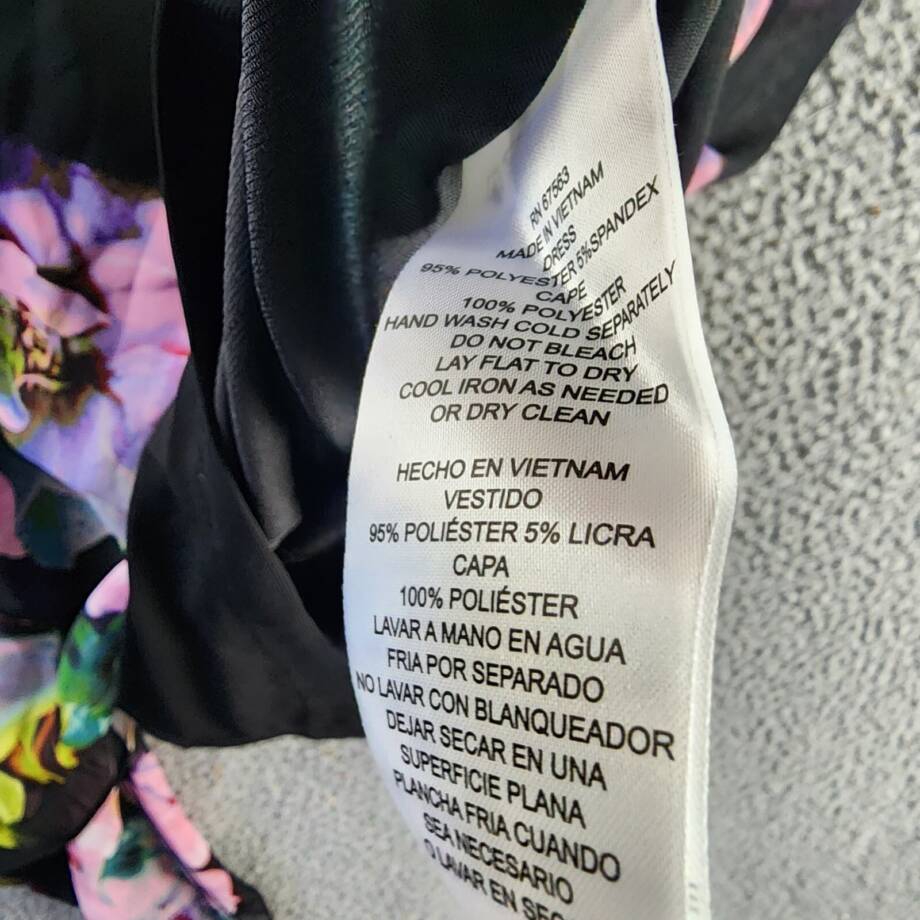 RN 67563
MADE IN VIETNAM
DRESS
95% POLYESTER 5%SPANDEX
CAPE
100% POLYESTER
HAND WASH COLD SEPARATELY
DO NOT BLEACH
LAY FLAT TO DRY
COOL IRON AS NEEDED
OR DRY CLEAN
HECHO EN VIETNAM
VESTIDO
95% POLIÉSTER 5% LICRA
CAPA
100% POLIÉSTER
LAVAR A MANO EN AGUA
FRIA POR SEPARADO
NO LAVAR CON BLANQUEADOR
DEJAR SECAR EN UNA
SUPERFICIE PLANA
PLANCHA FRIA CUANDO
SEA NECESARIO
O LAVAR EN SECO